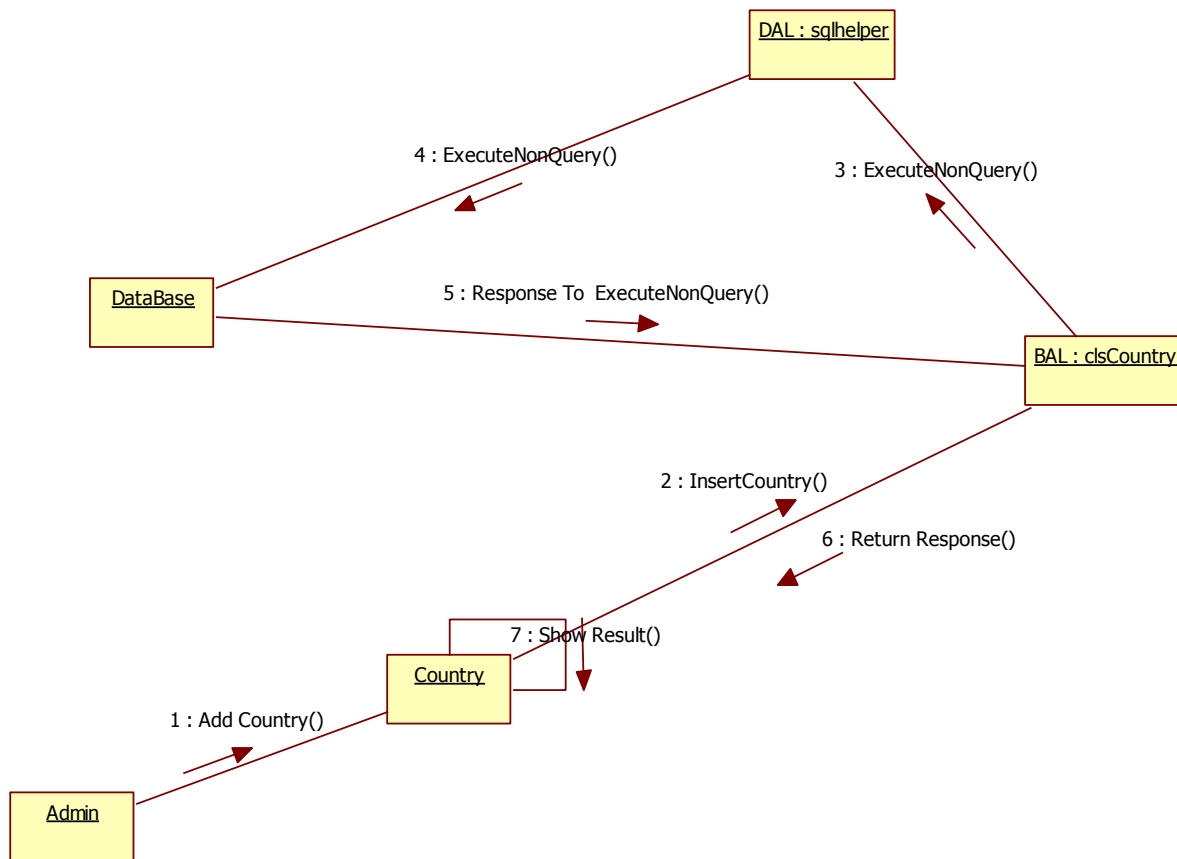 DAL : sqlhelper
4 : ExecuteNonQuery()
3 : ExecuteNonQuery()
DataBase
5 : Response To ExecuteNonQuery()
BAL : clsCountry
2 : InsertCountry()
6 : Return Response()
7 : Show Result()
Country
1 : Add Country()
Admin